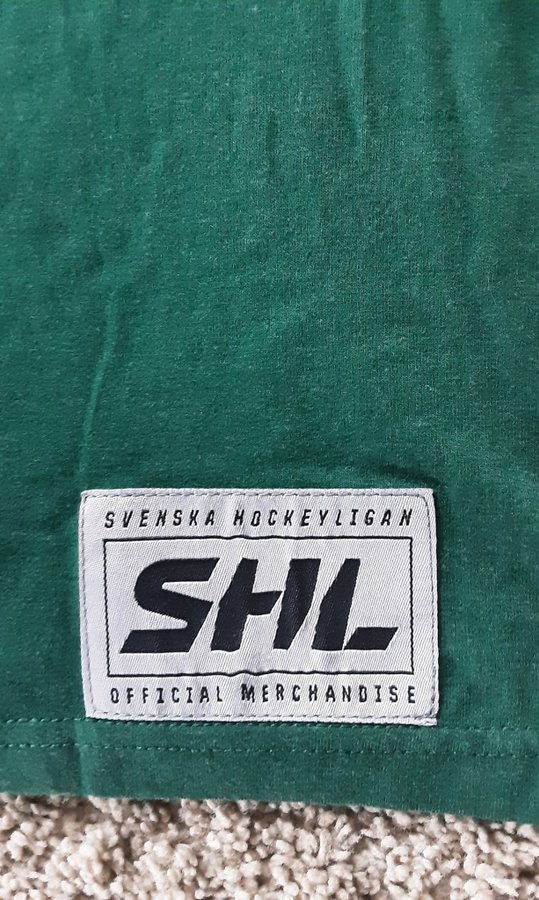 SVENSKA HOCKEYLIGAN
SHL
OFFICIAL MERCHANDISE